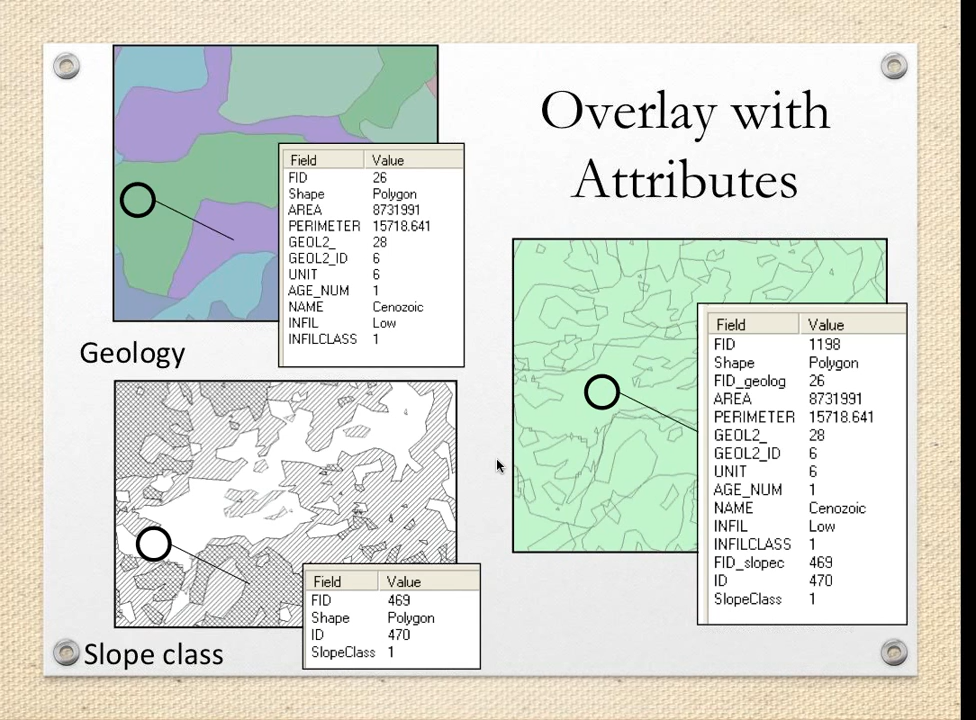 Overlay with
Attributes
Field Value
FID 26
Shape Polygon
AREA 8731991
PERIMETER 15718.641
GEOL2_ 28
GEOL2_ID 6
UNIT 6
AGE_NUM 1
NAME Cenozoic
INFIL Low
INFILCLASS 1
Geology
Field Value
FID 469
Shape Polygon
ID 470
SlopeClass 1
Slope class
Field Value
FID 1198
Shape Polygon
FID_geolog 26
AREA 8731991
PERIMETER 15718.641
GEOL2_ 28
GEOL2_ID 6
UNIT 6
AGE_NUM 1
NAME Cenozoic
INFIL Low
INFILCLASS 1
FID_slopec 469
ID 470
SlopeClass 1